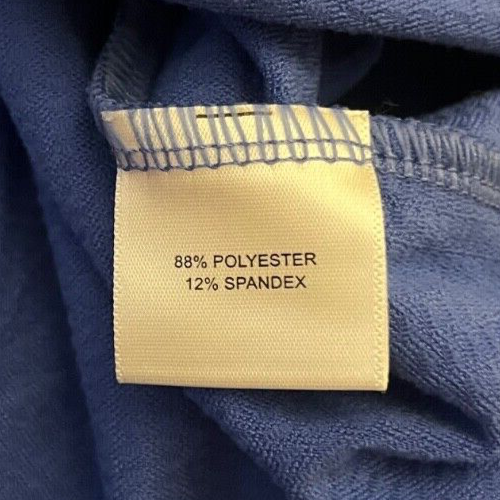 88% POLYESTER
12% SPANDEX